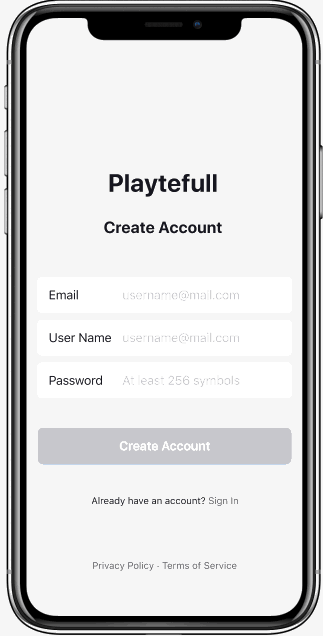 Playtefull
Create Account
Email username@mail.com
User Name username@mail.com
Password At least 256 symbols
Create Account
Already have an account? Sign In
Privacy Policy · Terms of Service